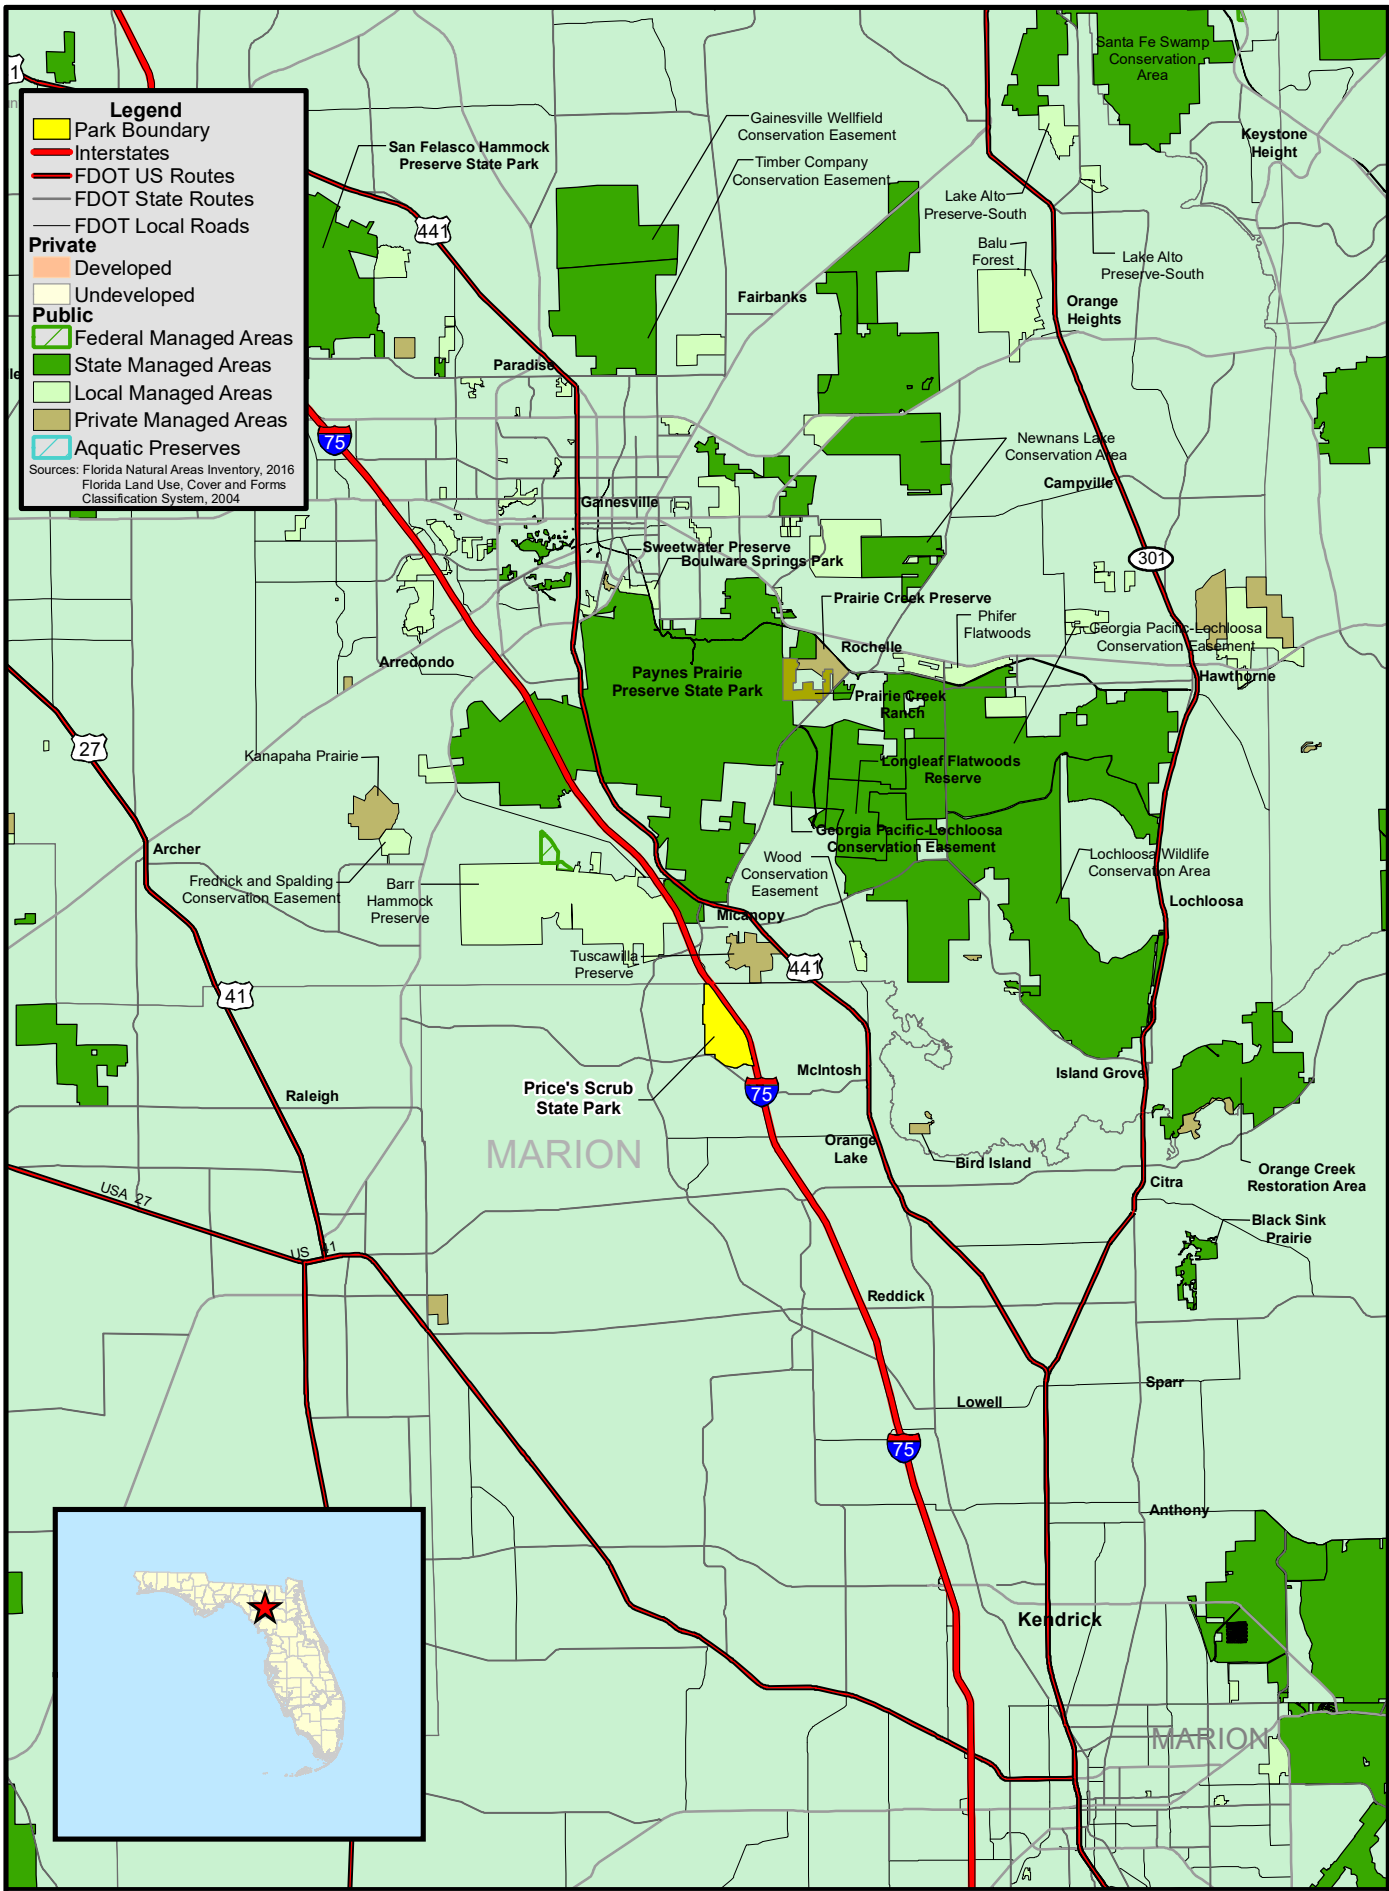 Santa Fe Swamp
Conservation
Area
1
Legend
Park Boundary
Interstates
FDOT US Routes
FDOT State Routes
FDOT Local Roads
Private
Developed
Undeveloped
Public
Federal Managed Areas
State Managed Areas
Local Managed Areas
Private Managed Areas
Aquatic Preserves
Sources: Florida Natural Areas Inventory, 2016
Florida Land Use, Cover and Forms
Classification System, 2004
Gainesville Wellfield
Conservation Easement
San Felasco Hammock
Preserve State Park
Timber Company
Conservation Easement
Keystone
Height
Lake Alto
Preserve-South
441
Balu
Forest
Lake Alto
Preserve-South
Fairbanks
Orange
Heights
Paradise
le
75
Newnans Lake
Conservation Area
Campville
Gainesville
Sweetwater Preserve
Boulware Springs Park
301
Prairie Creek Preserve
Phifer
Flatwoods
Georgia Pacific-Lochloosa
Conservation Easement
Rochelle
Arredondo
Paynes Prairie
Preserve State Park
Hawthorne
Prairie Creek
Ranch
27
Kanapaha Prairie
Longleaf Flatwoods
Reserve
Georgia Pacific-Lochloosa
Conservation Easement
Archer
Wood
Conservation
Easement
Lochloosa Wildlife
Conservation Area
Fredrick and Spalding
Conservation Easement
Barr
Hammock
Preserve
Lochloosa
Micanopy
Tuscawilla
Preserve
441
41
McIntosh
Island Grove
Price's Scrub
State Park
75
Raleigh
MARION
Orange
Lake
Bird Island
Orange Creek
Restoration Area
Citra
USA 27
US 41
Black Sink
Prairie
Reddick
Sparr
Lowell
75
Anthony
Kendrick
MARION